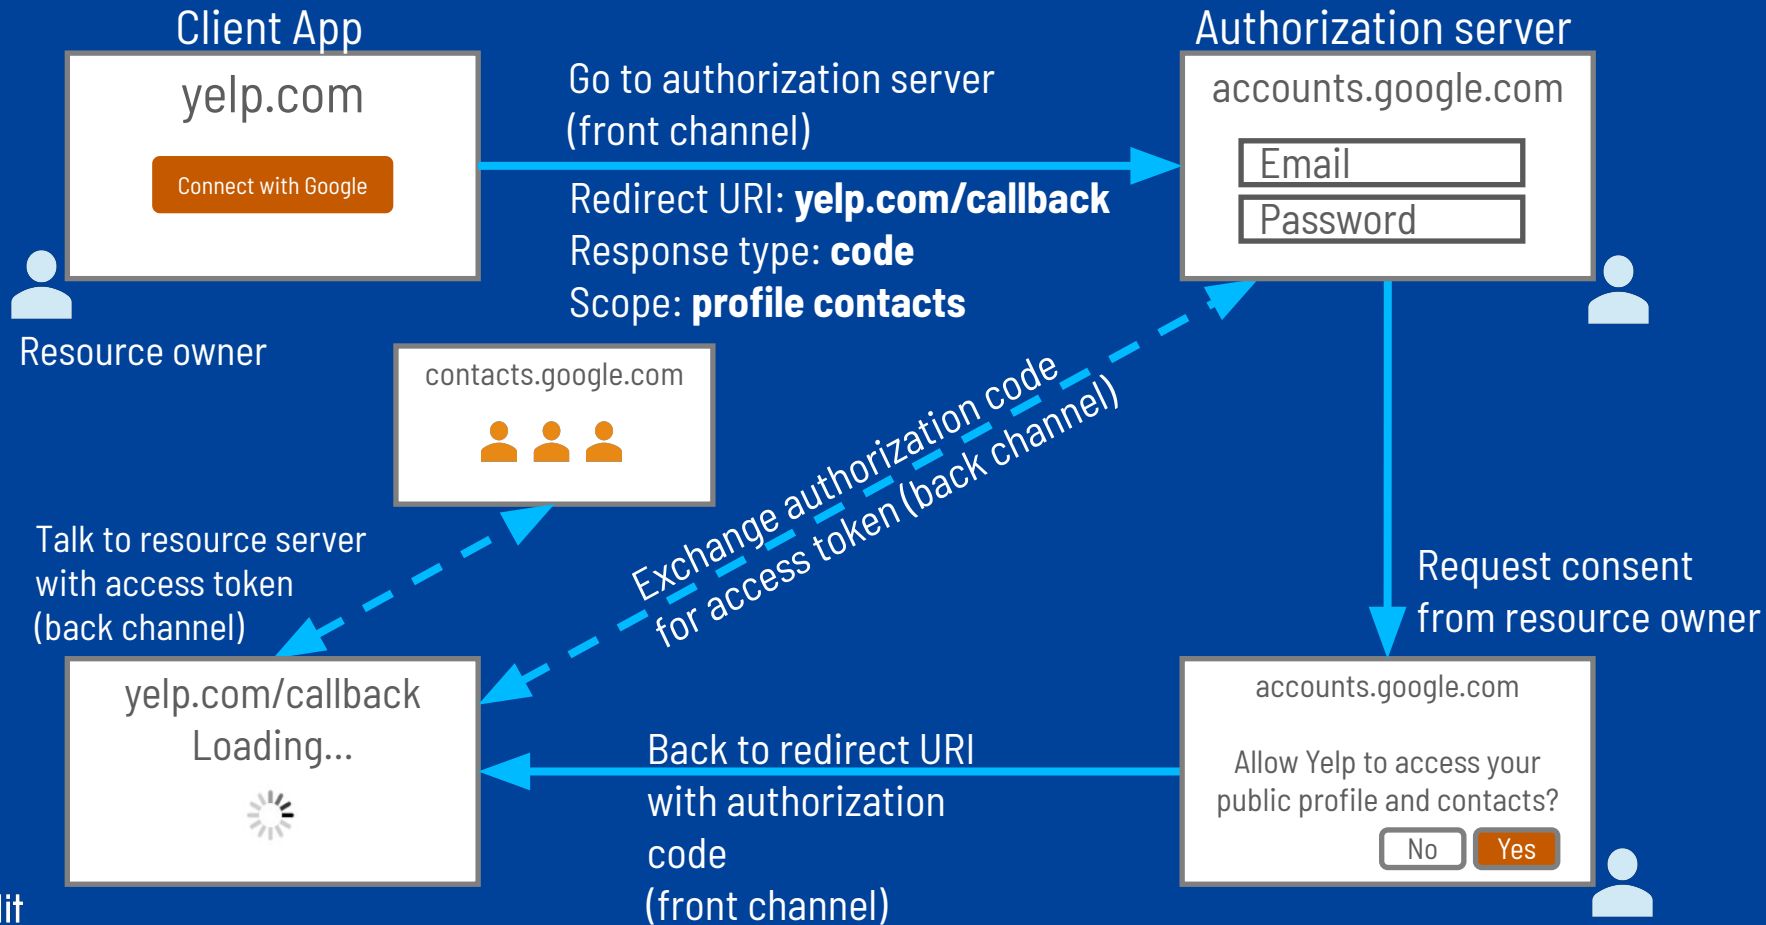 Client App
yelp.com
Connect with Google
Resource owner
Go to authorization server
(front channel)
Redirect URI: yelp.com/callback
Response type: code
Scope: profile contacts
Authorization server
accounts.google.com
Email
Password
contacts.google.com
Exchange authorization code
for access token (back channel)
Talk to resource server
with access token
(back channel)
Request consent
from resource owner
yelp.com/callback
Loading...
Back to redirect URI
with authorization
code
(front channel)
accounts.google.com
Allow Yelp to access your
public profile and contacts?
No
Yes